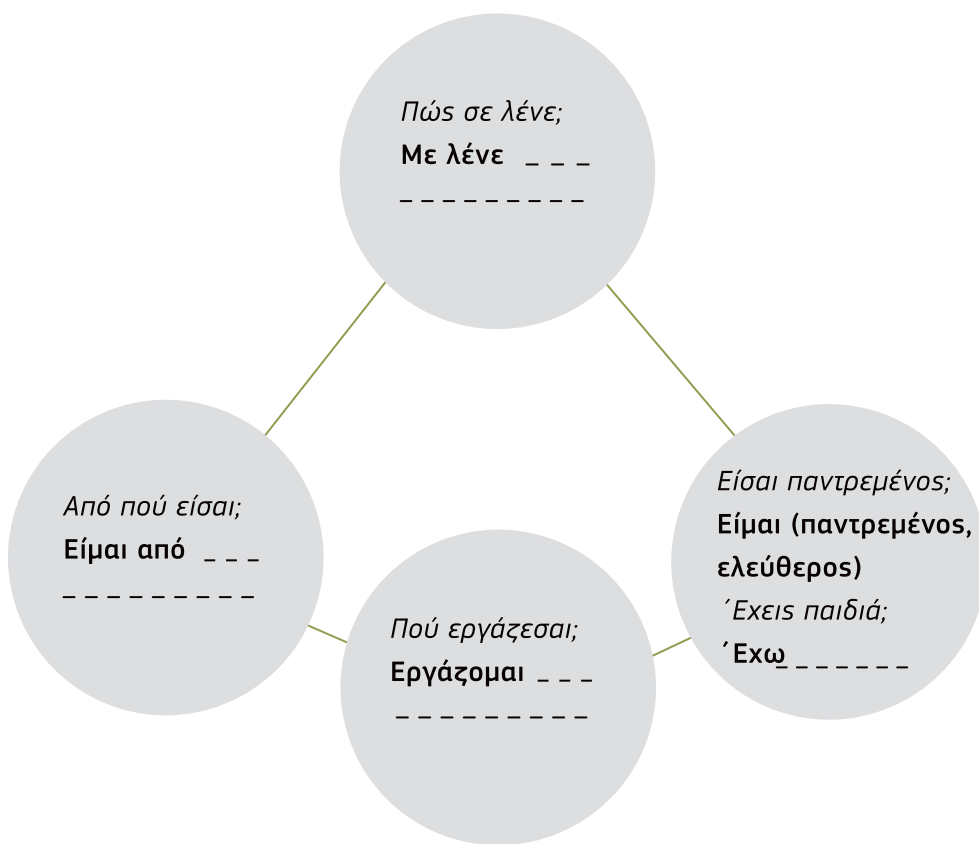 Πώς σε λένε;
Με λένε _ _ _
_ _ _ _ _ _ _ _ _
Από πού είσαι;
Είμαι από _ _ _
_ _ _ _ _ _ _ _ _
Πού εργάζεσαι;
Εργάζομαι _ _ _
_ _ _ _ _ _ _ _ _
Είσαι παντρεμένος;
Είμαι (παντρεμένος,
ελεύθερος)
΄Εχεις παιδιά;
΄Εχω_ _ _ _ _ _ _